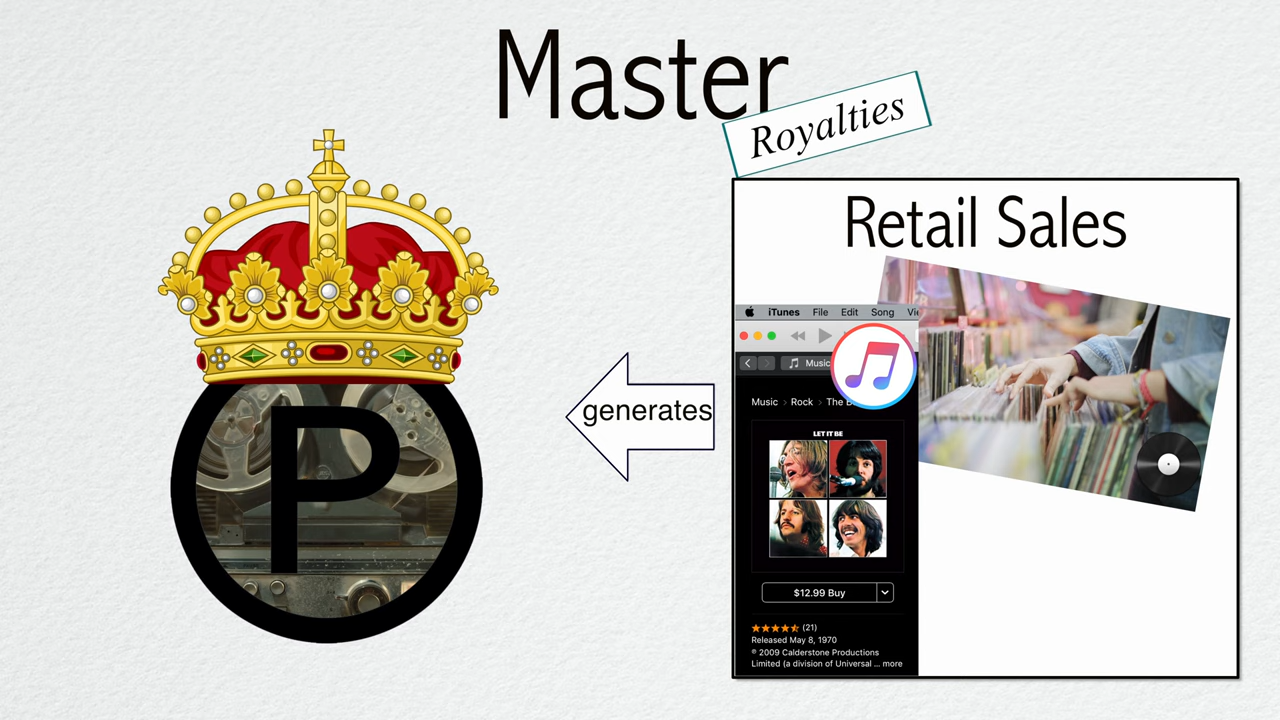 Master
Royalties
Retail Sales
iTunes File Edit Song
Music
Music › Rock › The
LET IT BE
generates
P
$12.99 Buy
(21)
Released May 8, 1970
℗ 2009 Calderstone Productions
Limited (a division of Universal ... more